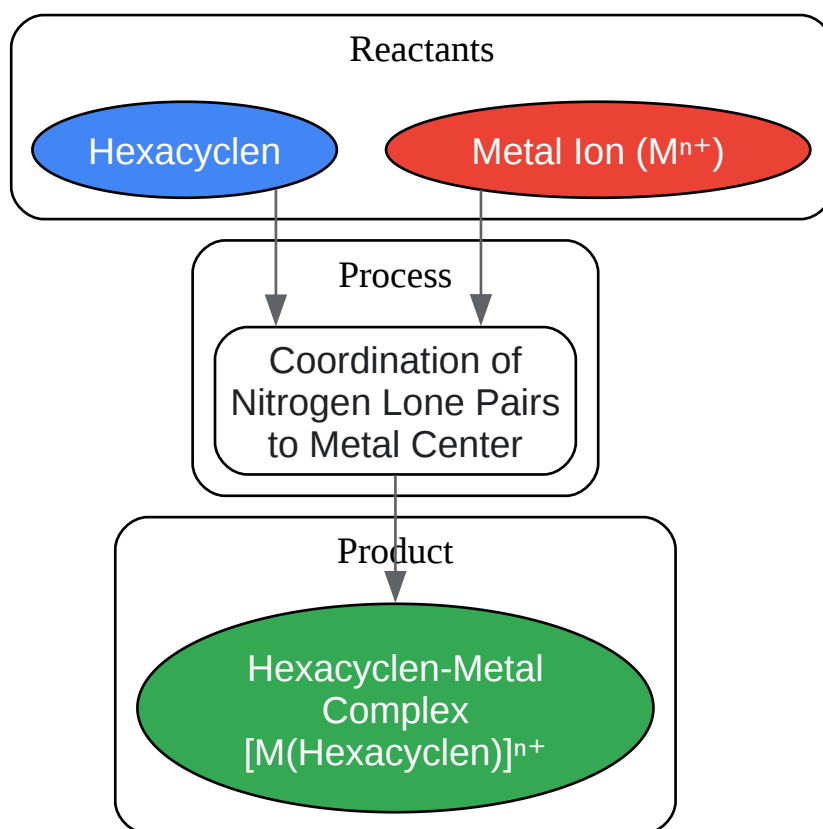 Reactants
Hexacyclen
Metal Ion (Mⁿ⁺)
Process
Coordination of
Nitrogen Lone Pairs
to Metal Center
Product
Hexacyclen-Metal
Complex
[M(Hexacyclen)]ⁿ⁺